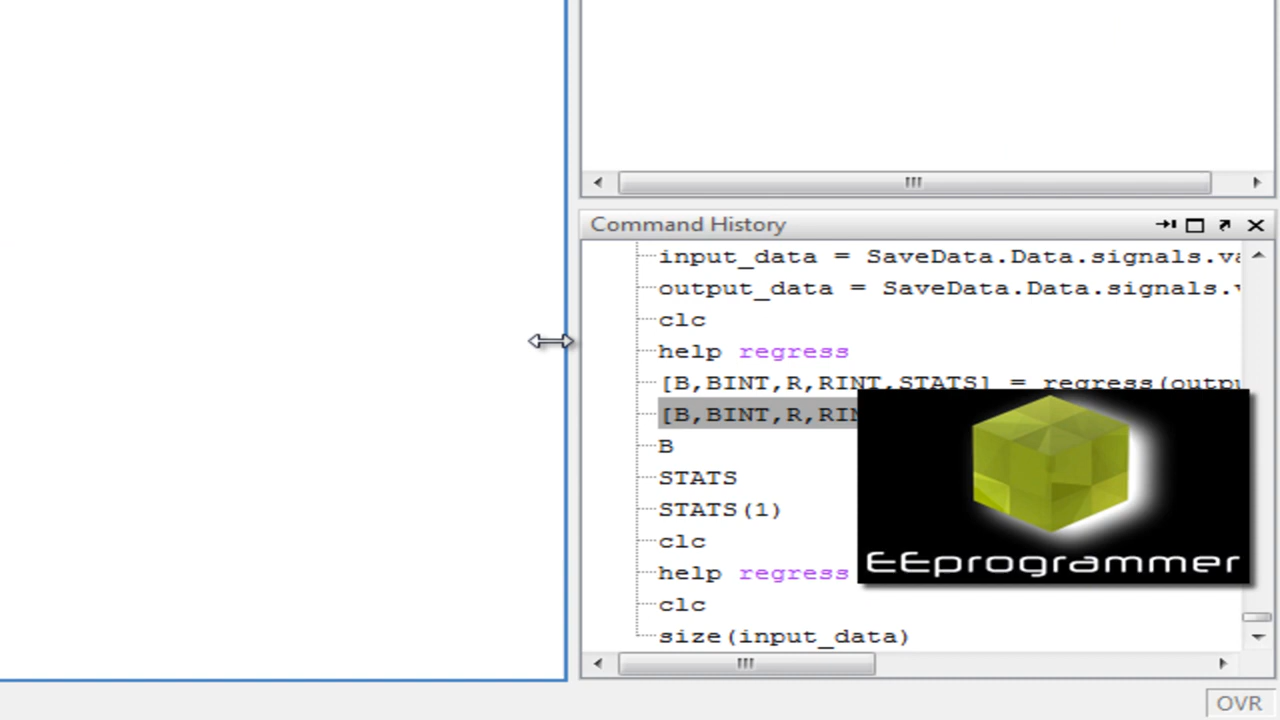 Command History
input_data = SaveData.Data.signals.
output_data = SaveData.Data.signals.
clc
help regress
[B,BINT,R,RINT,STATS] = regress(outpu
[B,BINT,R,RIN
B
STATS
STATS(1)
clc
help regress
clc
size(input_data)
EEprogrammer
OVR